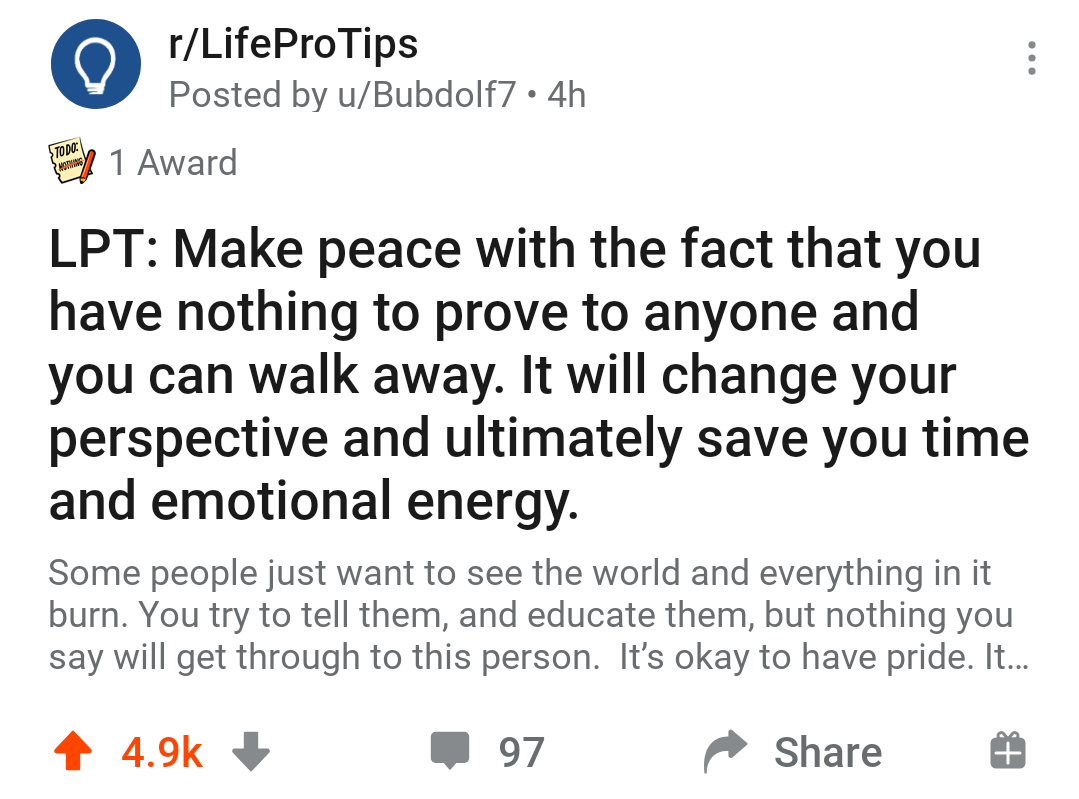 r/LifeProTips
Posted by u/Bubdolf7 • 4h
TO DO:
NOTHING
1 Award
LPT: Make peace with the fact that you
have nothing to prove to anyone and
you can walk away. It will change your
perspective and ultimately save you time
and emotional energy.
Some people just want to see the world and everything in it
burn. You try to tell them, and educate them, but nothing you
say will get through to this person.  It’s okay to have pride. It...
4.9k
97
Share